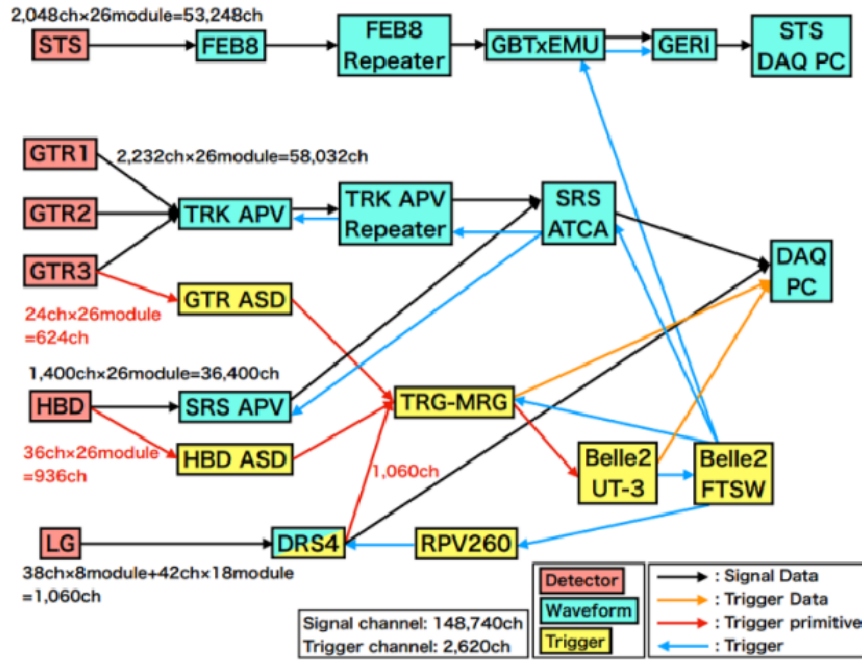 2,048ch×26module=53,248ch
STS
FEB8
FEB8
Repeater
GBTxEMU
GERI
STS
DAQ PC
GTR1
2,232ch×26module=58,032ch
GTR2
TRK APV
TRK APV
Repeater
SRS
ATCA
GTR3
DAQ
PC
GTR ASD
24ch×26module
=624ch
1,400ch×26module=36,400ch
HBD
SRS APV
TRG-MRG
36ch×26module
=936ch
HBD ASD
1,060ch
Belle2
UT-3
Belle2
FTSW
LG
DRS4
RPV260
38ch×8module+42ch×18module
=1,060ch
Signal channel: 148,740ch
Trigger channel: 2,620ch
Detector
Waveform
Trigger
: Signal Data
: Trigger Data
: Trigger primitive
: Trigger